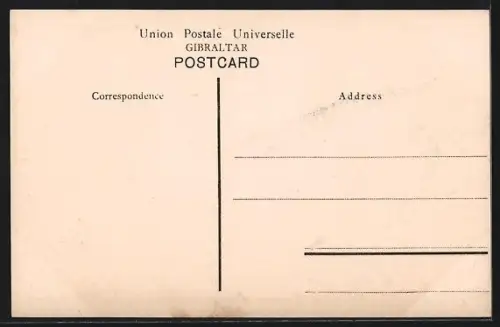 Union Postale Universelle
GIBRALTAR
POSTCARD
Correspondence
Address